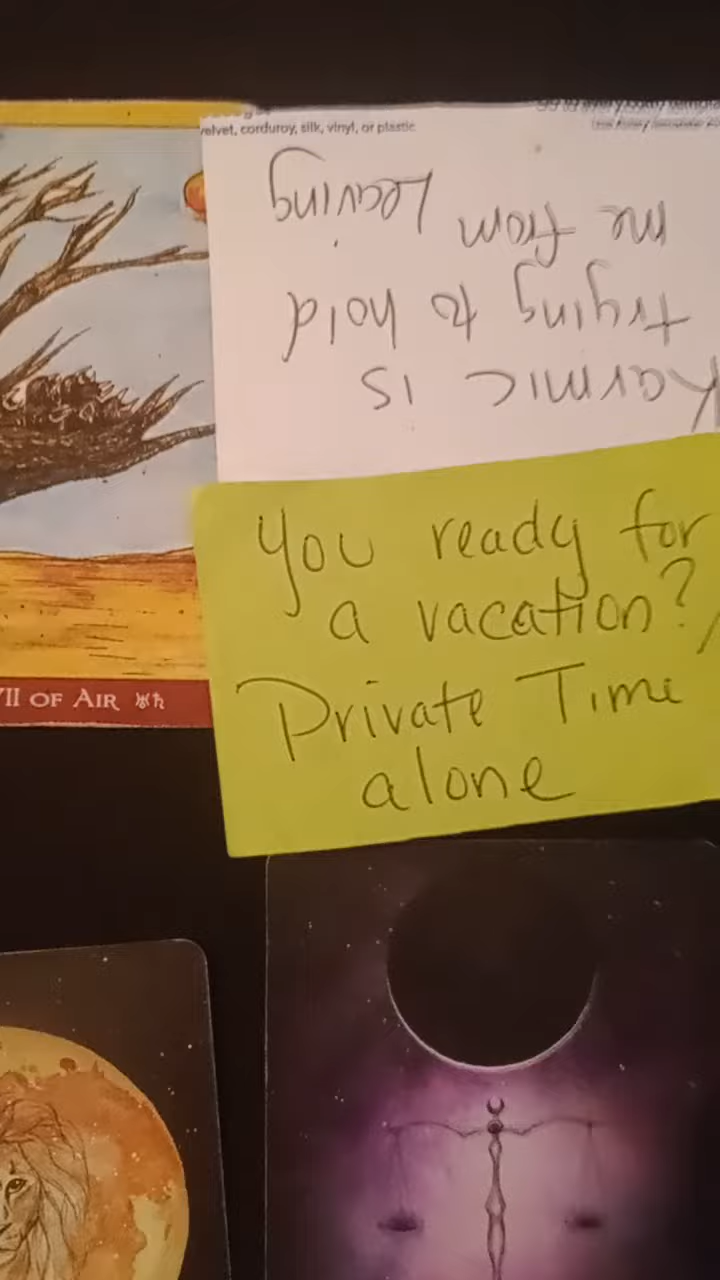 velvet, corduroy, silk, vinyl, or plastic
Karmic is
trying to hold
me from Leaving
You ready for
a vacation?
Private Time
alone
VII OF AIR